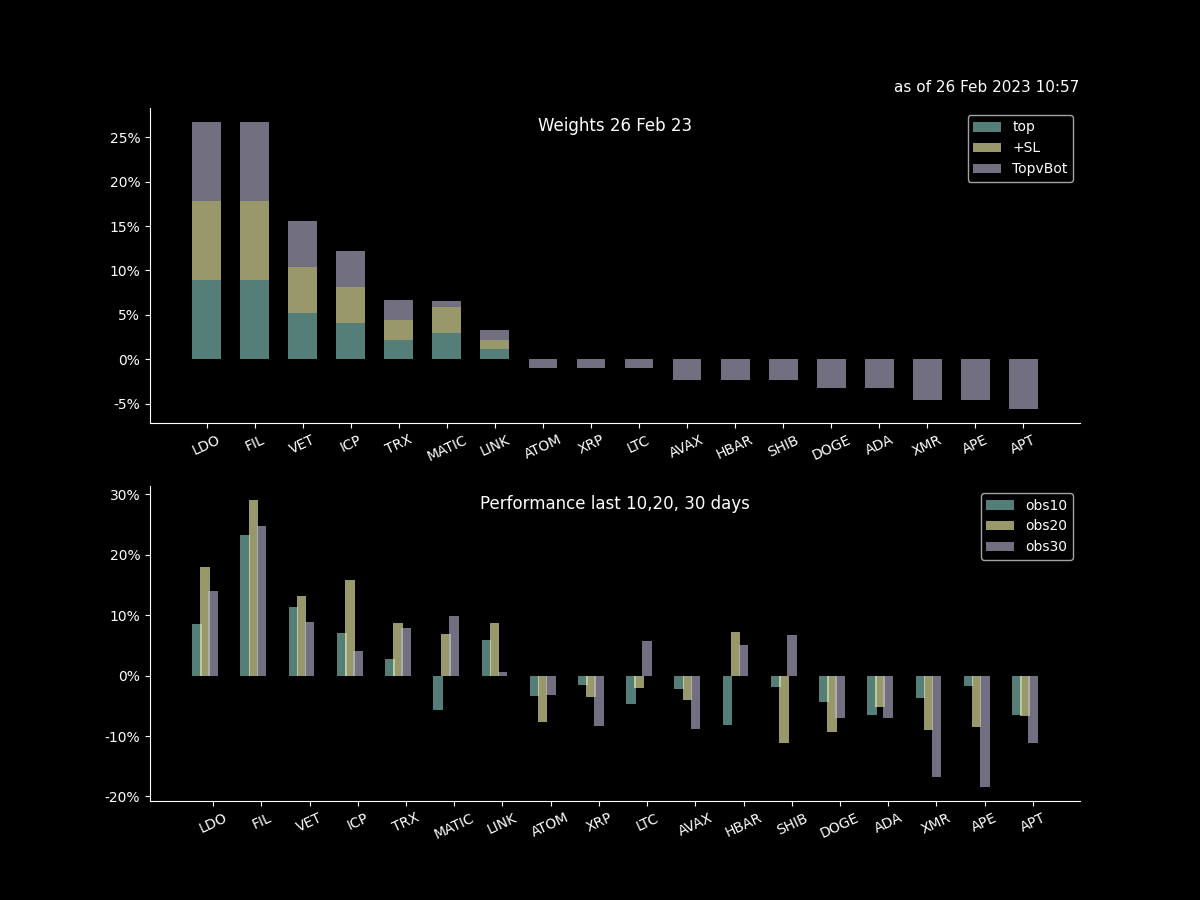 as of 26 Feb 2023 10:57
Weights 26 Feb 23
top
+SL
TopvBot
25%
20%
15%
10%
5%
0%
-5%
LDO FIL VET ICP TRX MATIC LINK ATOM XRP LTC AVAX HBAR SHIB DOGE ADA XMR APE APT
Performance last 10,20, 30 days
obs10
obs20
obs30
30%
20%
10%
0%
-10%
-20%
LDO FIL VET ICP TRX MATIC LINK ATOM XRP LTC AVAX HBAR SHIB DOGE ADA XMR APE APT